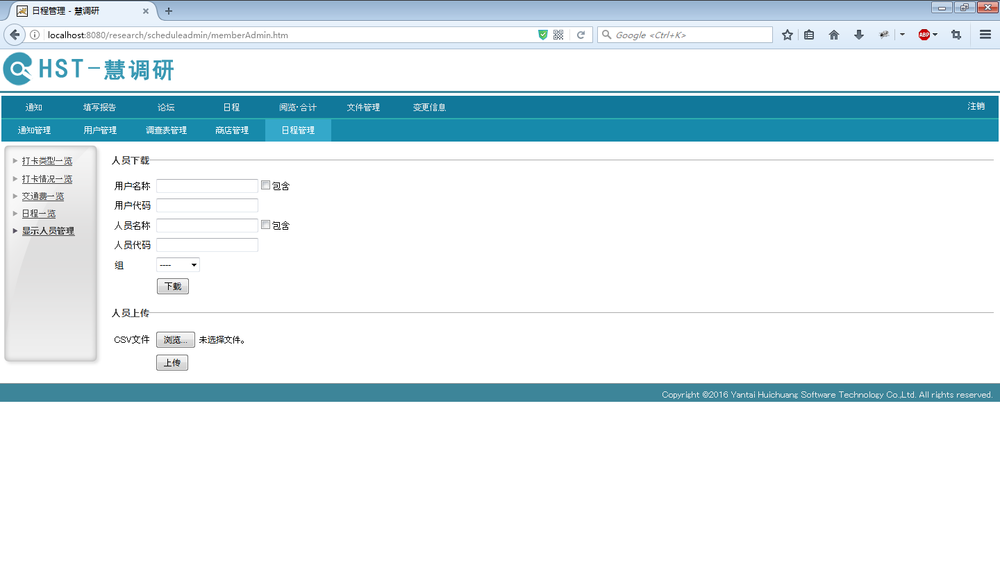 日程管理 - 慧调研
localhost:8080/research/scheduleadmin/memberAdmin.htm
Google <Ctrl+K>
ABP
HST-慧调研
通知 填写报告 论坛 日程 阅览·合计 文件管理 变更信息 注销
通知管理 用户管理 调查表管理 商店管理 日程管理
打卡类型一览
打卡情况一览
交通费一览
日程一览
显示人员管理
人员下载
用户名称 包含
用户代码
人员名称 包含
人员代码
组 ----
下载
人员上传
CSV文件 浏览... 未选择文件。
上传
Copyright ©2016 Yantai Huichuang Software Technology Co.,Ltd. All rights reserved.